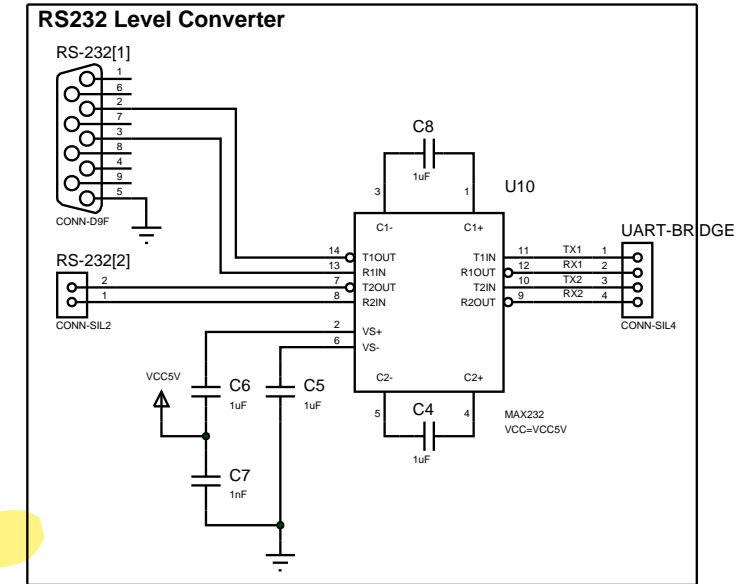 RS232 Level Converter
RS-232[1]
1
6
2
7
3
8
4
9
5
CONN-D9F
C8
1uF
3
1
U10
C1-
C1+
UART-BRIDGE
14
T1OUT
T1IN
11
TX1
1
13
R1IN
R1OUT
12
RX1
2
7
T2OUT
T2IN
10
TX2
3
8
R2IN
R2OUT
9
RX2
4
CONN-SIL4
RS-232[2]
2
1
CONN-SIL2
2
VS+
6
VS-
VCC5V
C6
1uF
C5
1uF
C2-
C2+
5
4
C4
1uF
MAX232
VCC=VCC5V
C7
1nF